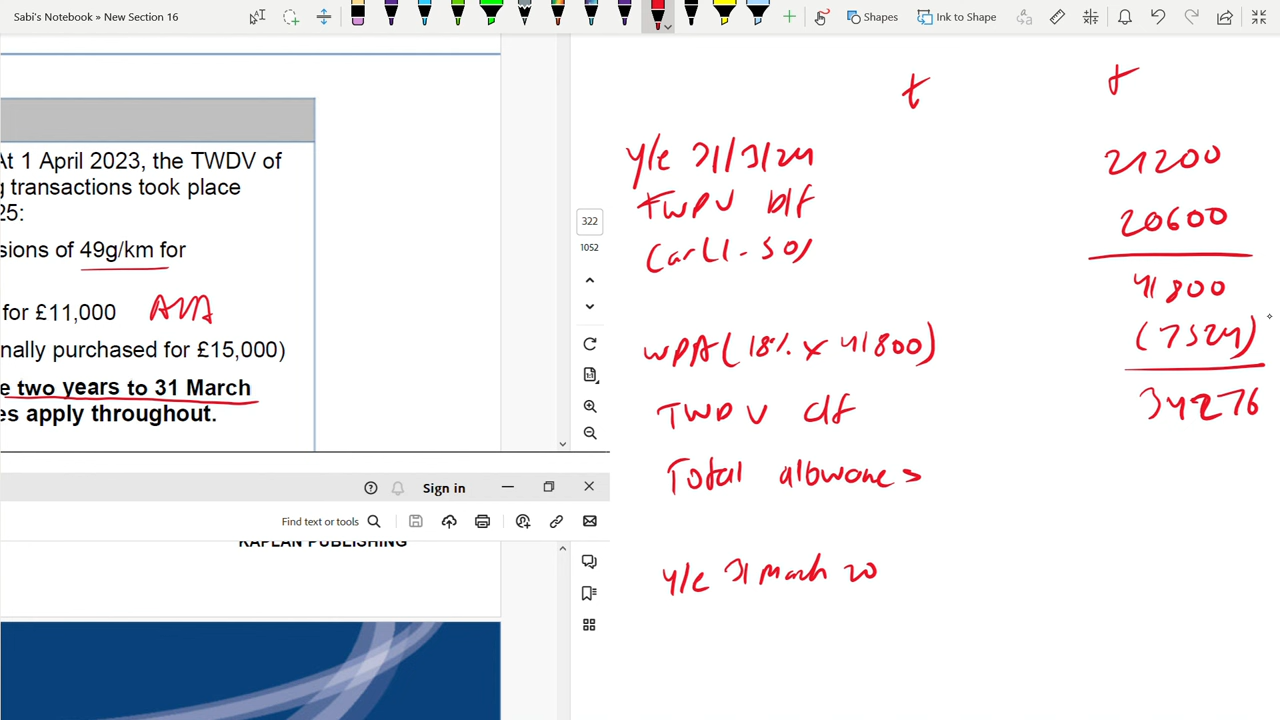 Sabi's Notebook » New Section 16
Shapes
Ink to Shape
At 1 April 2023, the TWDV of
g transactions took place
25:
sions of 49g/km for
for £11,000 AIA
nally purchased for £15,000)
e two years to 31 March
es apply throughout.
322
1052
Sign in
Find text or tools
KAPLAN PUBLISHING
£ £
Y/e 31/3/24 21200
TWDV b/f 20600
Car(1-50)
41800
WDA(18% x 41800) (7524)
TWDV c/f 34276
Total allowances
Y/e 31 March 20